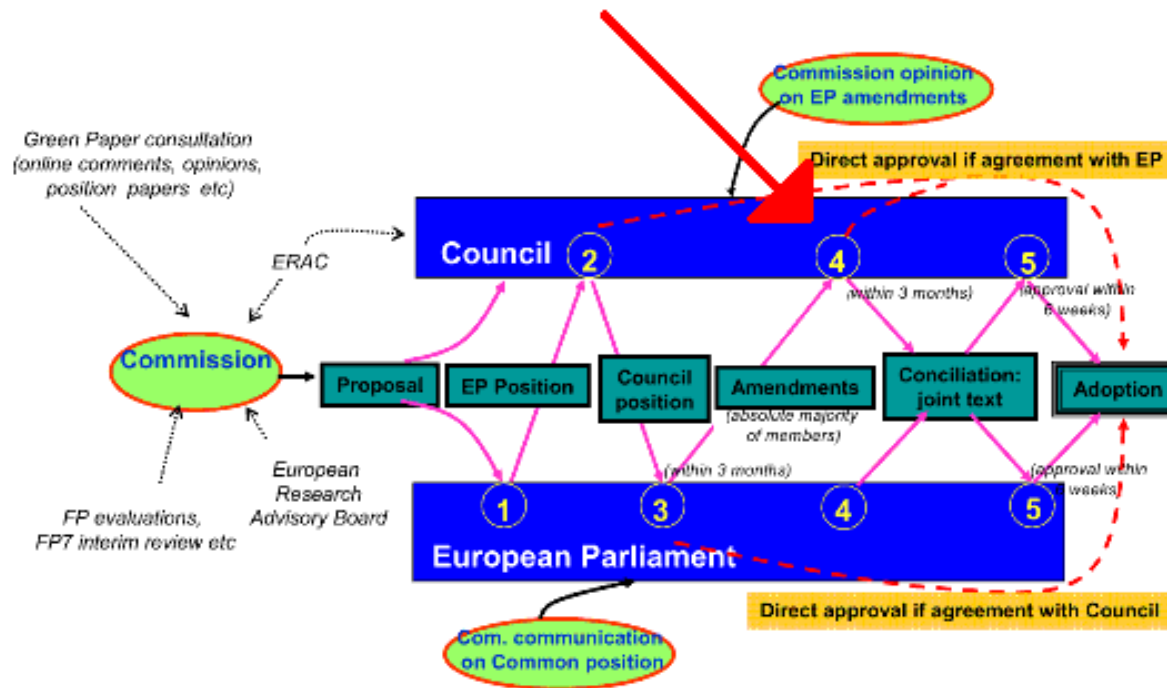 Commission opinion
on EP amendments
Green Paper consultation
(online comments, opinions,
position papers etc)
Direct approval if agreement with EP
ERAC
Council
2
4
5
(within 3 months)
(approval within
6 weeks)
Commission
Proposal
EP Position
Council
position
Amendments
(absolute majority
of members)
Conciliation:
joint text
Adoption
European
Research
Advisory Board
FP evaluations,
FP7 interim review etc
(within 3 months)
(approval within
6 weeks)
1
3
4
5
European Parliament
Direct approval if agreement with Council
Com. communication
on Common position